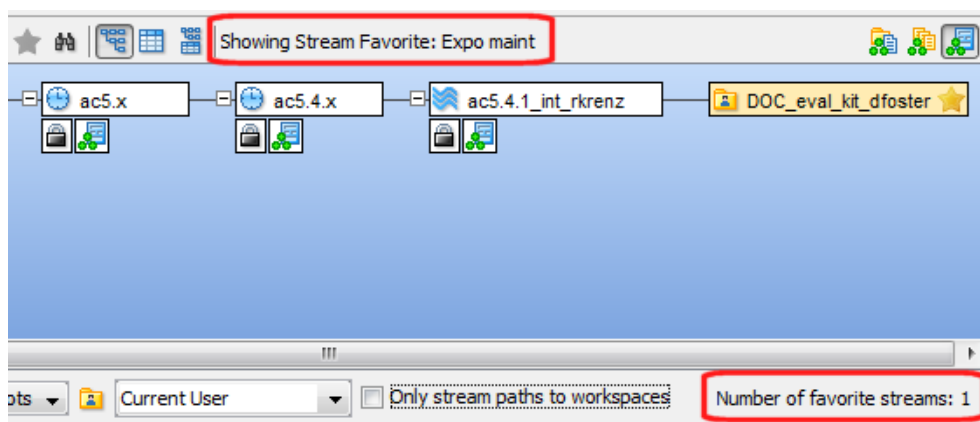 Showing Stream Favorite: Expo maint
ac5.x ac5.4.x ac5.4.1_int_rkrenz DOC_eval_kit_dfoster
ots Current User Only stream paths to workspaces Number of favorite streams: 1